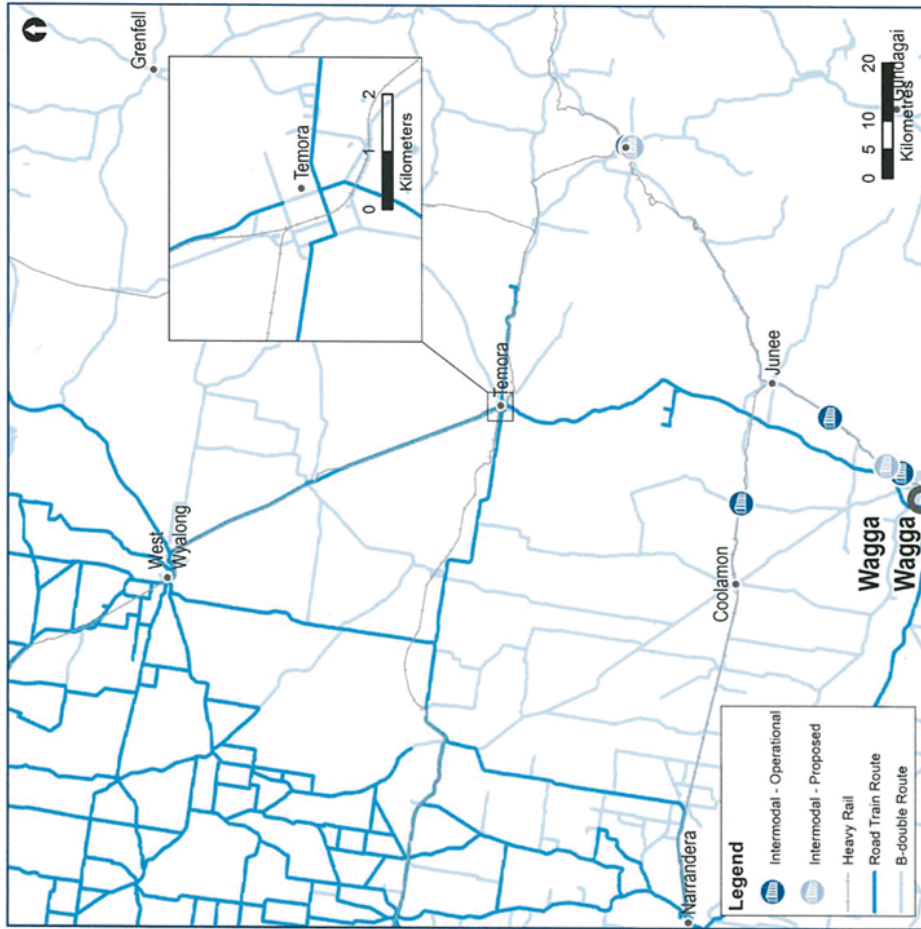 Grenfell
Temora
0 1 2
Kilometers
West
Wyalong
Temora
Junee
Coolamon
Narrandera
Wagga
Wagga
Gundagai
0 5 10 20
Kilometres
Legend
Intermodal - Operational
Intermodal - Proposed
Heavy Rail
Road Train Route
B-double Route